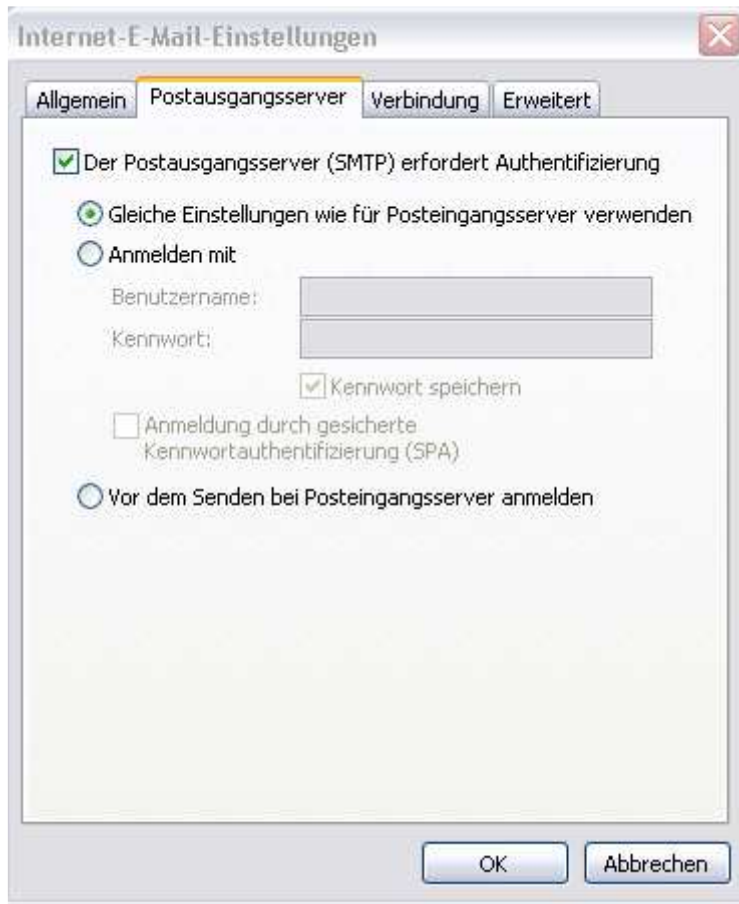 Internet-E-Mail-Einstellungen
Allgemein Postausgangsserver Verbindung Erweitert
Der Postausgangsserver (SMTP) erfordert Authentifizierung
Gleiche Einstellungen wie für Posteingangsserver verwenden
Anmelden mit
Benutzername:
Kennwort:
Kennwort speichern
Anmeldung durch gesicherte
Kennwortauthentifizierung (SPA)
Vor dem Senden bei Posteingangsserver anmelden
OK Abbrechen